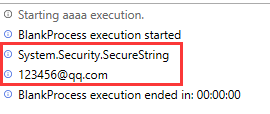 Starting aaaa execution.
BlankProcess execution started
System.Security.SecureString
123456@qq.com
BlankProcess execution ended in: 00:00:00